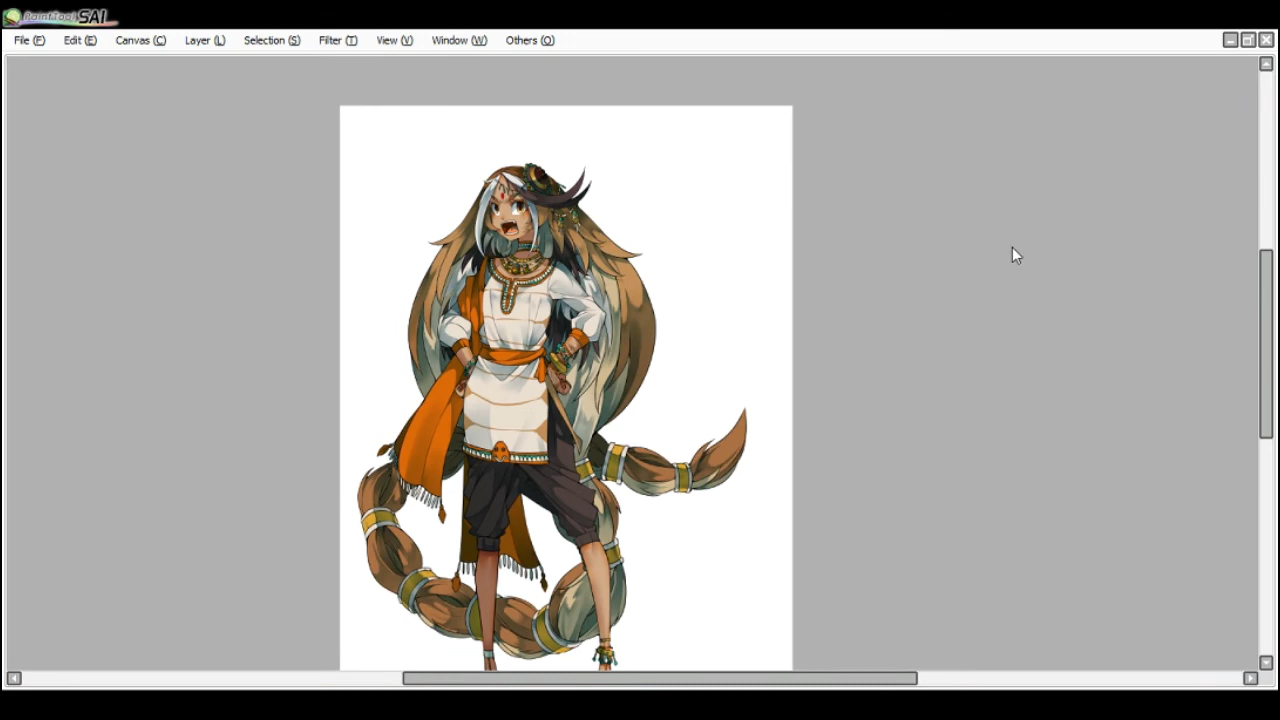 PaintTool SAI
File (F) Edit (E) Canvas (C) Layer (L) Selection (S) Filter (T) View (V) Window (W) Others (O)